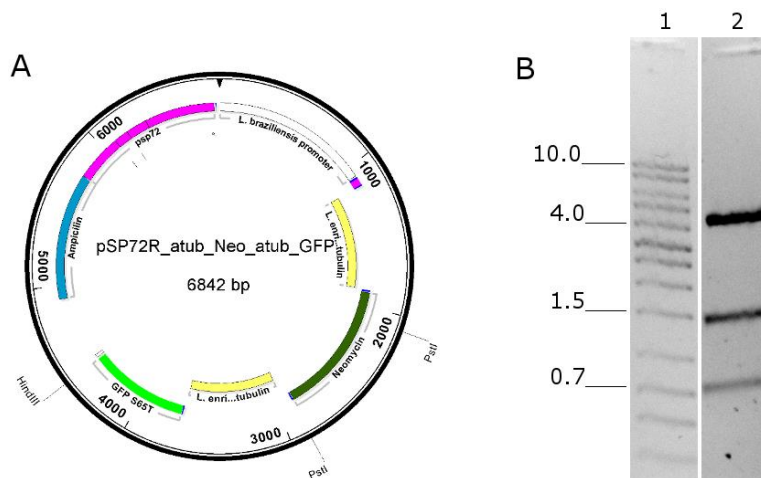 A
6000
psp72
L. braziliensis promoter
1000
Ampicilin
L. enri...tubulin
pSP72R_atub_Neo_atub_GFP
6842 bp
5000
2000
PstI
Neomycin
HindIII
GFP S65T
L. enri...tubulin
4000
3000
PstI
B
1
2
10.0
4.0
1.5
0.7